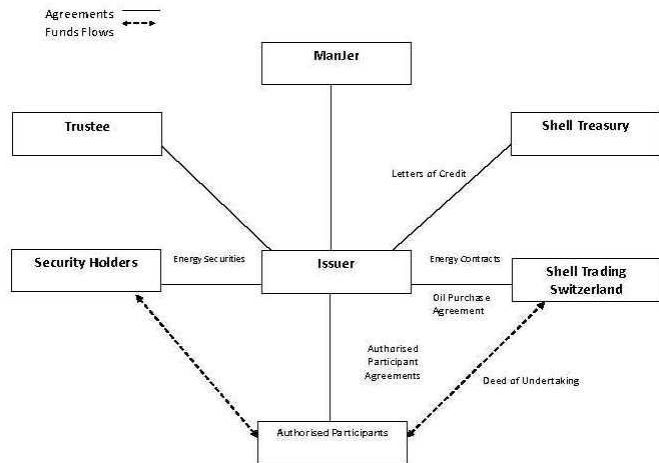 Agreements
Funds Flows
ManJer
Trustee
Shell Treasury
Letters of Credit
Security Holders
Energy Securities
Issuer
Energy Contracts
Shell Trading
Switzerland
Oil Purchase
Agreement
Authorised
Participant
Agreements
Deed of Undertaking
Authorised Participants